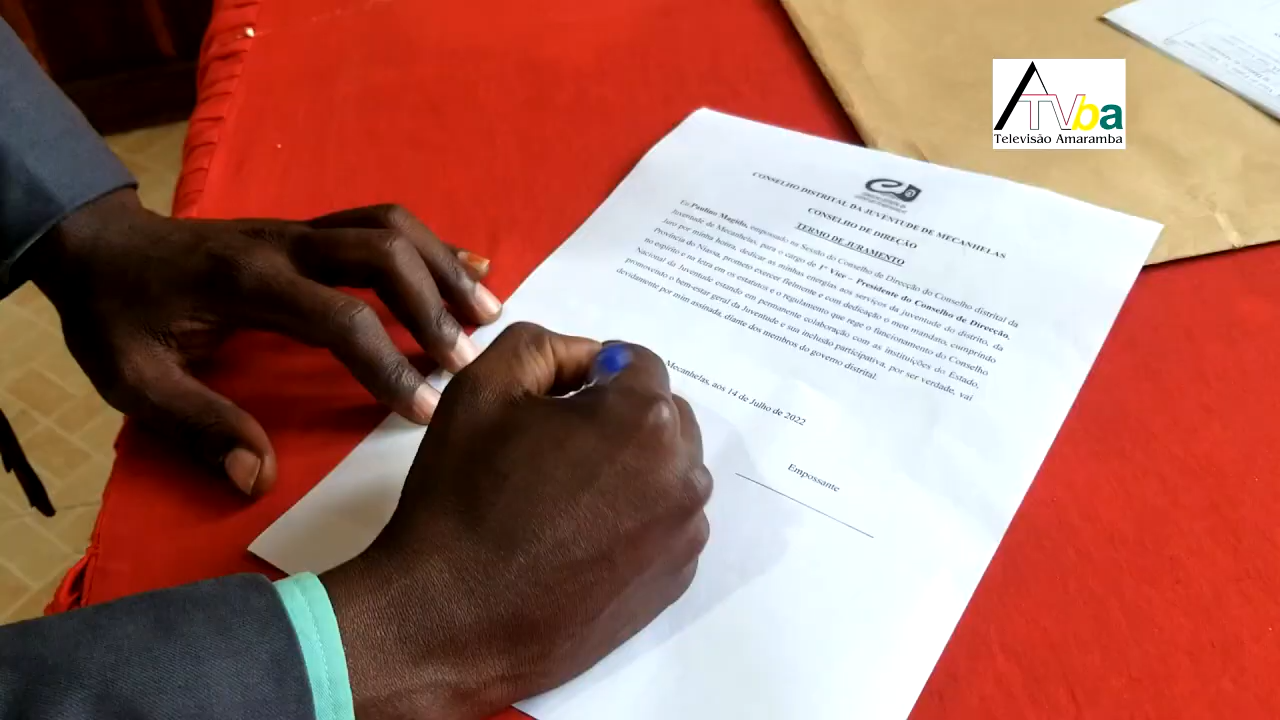 ATVba
Televisão Amaramba
CONSELHO DISTRITAL DA JUVENTUDE DE MECANHELAS
CONSELHO DE DIREÇÃO
TERMO DE JURAMENTO
Eu Paulino Magido, empossado na Sessão do Conselho de Direcção do Conselho distrital da
Juventude de Mecanhelas, para o cargo de 1º Vice – Presidente do Conselho de Direcção,
juro por minha honra, dedicar as minhas energias aos serviços da juventude do distrito, da
Província do Niassa, prometo exercer fielmente e com dedicação o meu mandato, cumprindo
no espírito e na letra em os estatutos e o regulamento que rege o funcionamento do Conselho
Nacional da Juventude estando em permanente colaboração com as instituições do Estado,
promovendo o bem-estar geral da Juventude e sua inclusão participativa, por ser verdade, vai
devidamente por mim assinada, diante dos membros do governo distrital.
Mecanhelas, aos 14 de Julho de 2022
Empossante